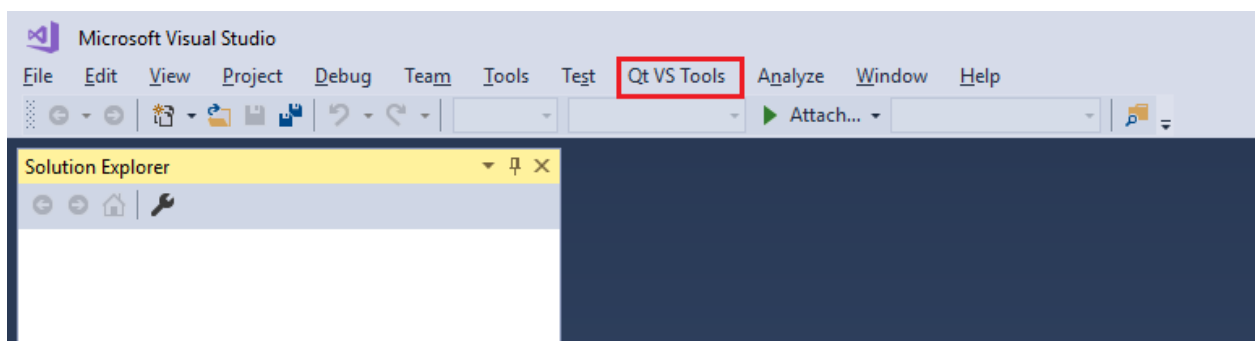 Microsoft Visual Studio
File Edit View Project Debug Team Tools Test Qt VS Tools Analyze Window Help
Attach...
Solution Explorer